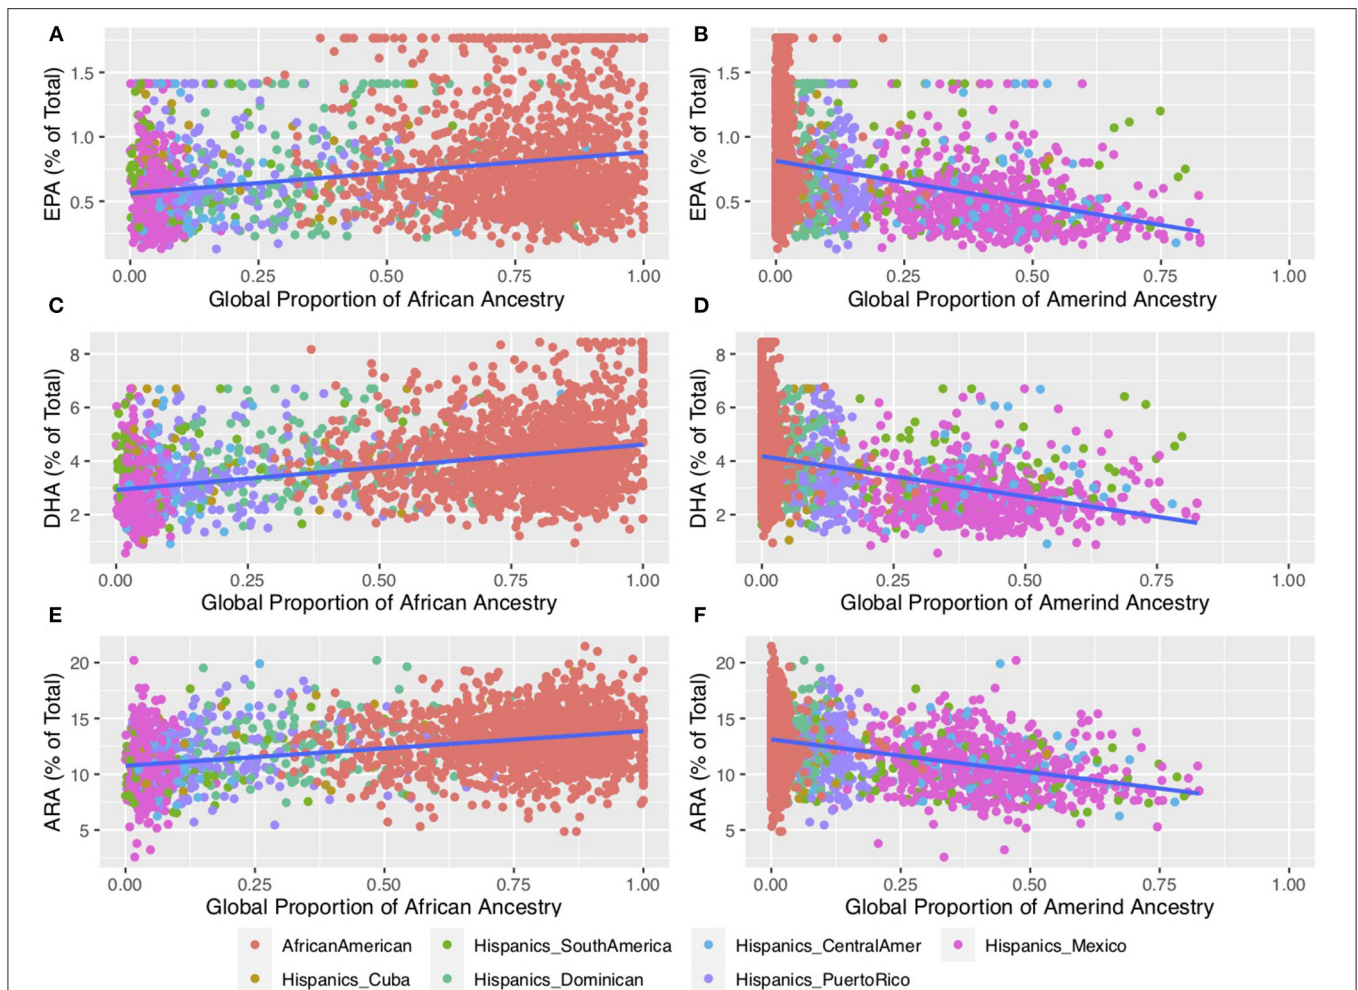 A
B
EPA (% of Total)
1.5
1.0
0.5
0.00 0.25 0.50 0.75 1.00
Global Proportion of African Ancestry
EPA (% of Total)
1.5
1.0
0.5
0.00 0.25 0.50 0.75 1.00
Global Proportion of Amerind Ancestry
C
D
DHA (% of Total)
8
6
4
2
0.00 0.25 0.50 0.75 1.00
Global Proportion of African Ancestry
DHA (% of Total)
8
6
4
2
0.00 0.25 0.50 0.75 1.00
Global Proportion of Amerind Ancestry
E
F
ARA (% of Total)
20
15
10
5
0.00 0.25 0.50 0.75 1.00
Global Proportion of African Ancestry
ARA (% of Total)
20
15
10
5
0.00 0.25 0.50 0.75 1.00
Global Proportion of Amerind Ancestry
AfricanAmerican Hispanics_SouthAmerica Hispanics_CentralAmer Hispanics_Mexico
Hispanics_Cuba Hispanics_Dominican Hispanics_PuertoRico